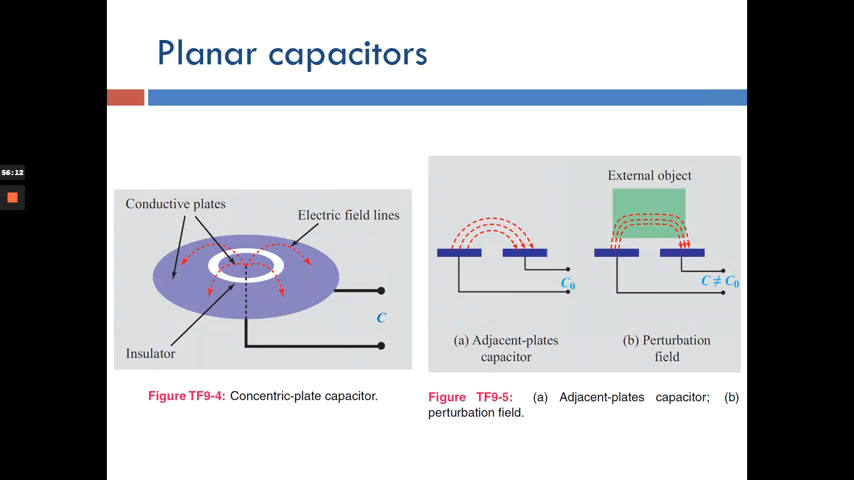 Planar capacitors
56:12
Conductive plates
Electric field lines
C
Insulator
Figure TF9-4: Concentric-plate capacitor.
External object
C₀
C ≠ C₀
(a) Adjacent-plates
capacitor
(b) Perturbation
field
Figure TF9-5: (a) Adjacent-plates capacitor; (b)
perturbation field.